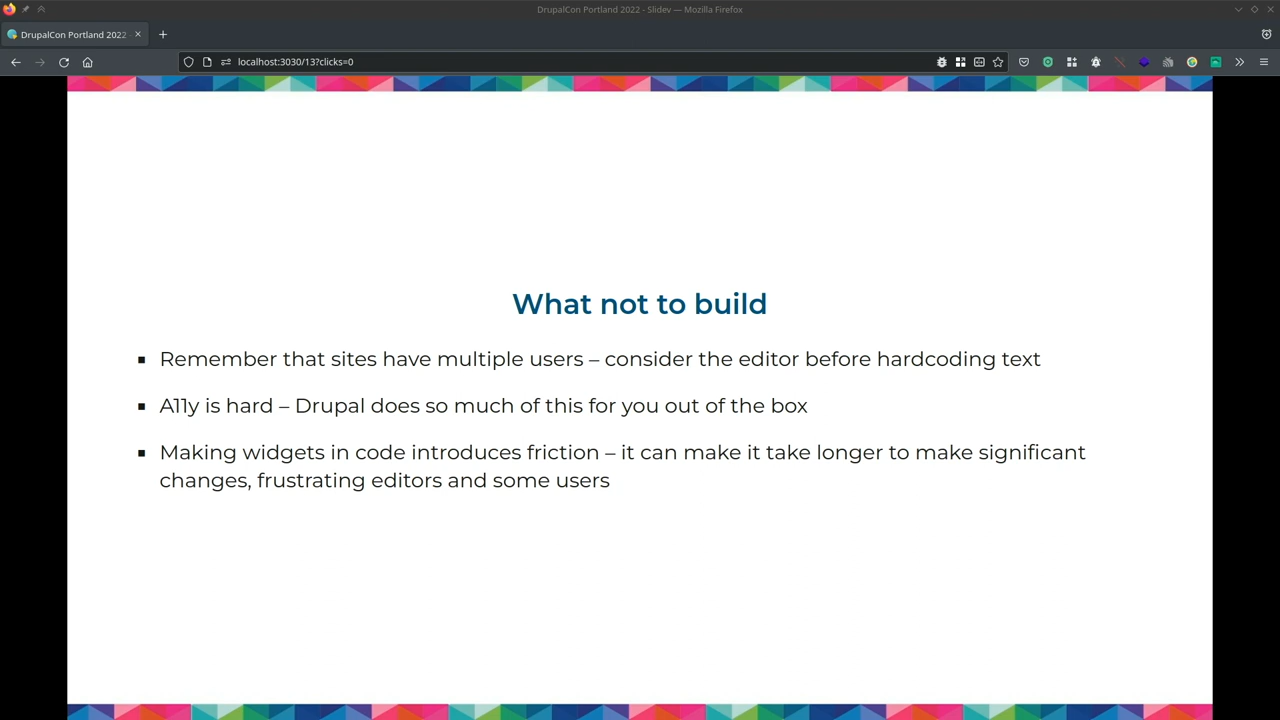 DrupalCon Portland 2022 - Slidev — Mozilla Firefox
DrupalCon Portland 2022
localhost:3030/13?clicks=0
What not to build
Remember that sites have multiple users – consider the editor before hardcoding text
A11y is hard – Drupal does so much of this for you out of the box
Making widgets in code introduces friction – it can make it take longer to make significant
changes, frustrating editors and some users